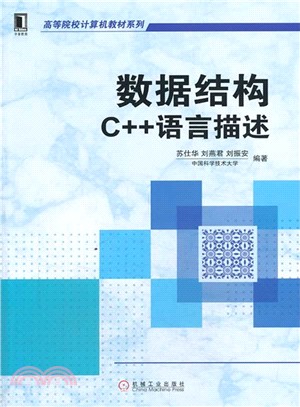 高等院校计算机教材系列
数据结构
C++语言描述
苏仕华 刘燕君 刘振安
编著
中国科学技术大学
机械工业出版社
China Machine Press